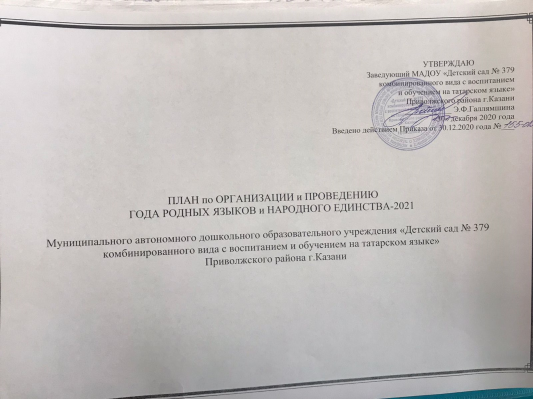 УТВЕРЖДАЮ
Заведующий МАДОУ «Детский сад № 379
комбинированного вида с воспитанием
и обучением на татарском языке»
Приволжского района г.Казани
Э.Ф.Галлямшина
декабря 2020 года
Введено действием Приказа от 30.12.2020 года №
ПЛАН по ОРГАНИЗАЦИИ и ПРОВЕДЕНИЮ
ГОДА РОДНЫХ ЯЗЫКОВ и НАРОДНОГО ЕДИНСТВА-2021
Муниципального автономного дошкольного образовательного учреждения «Детский сад № 379
комбинированного вида с воспитанием и обучением на татарском языке»
Приволжского района г.Казани